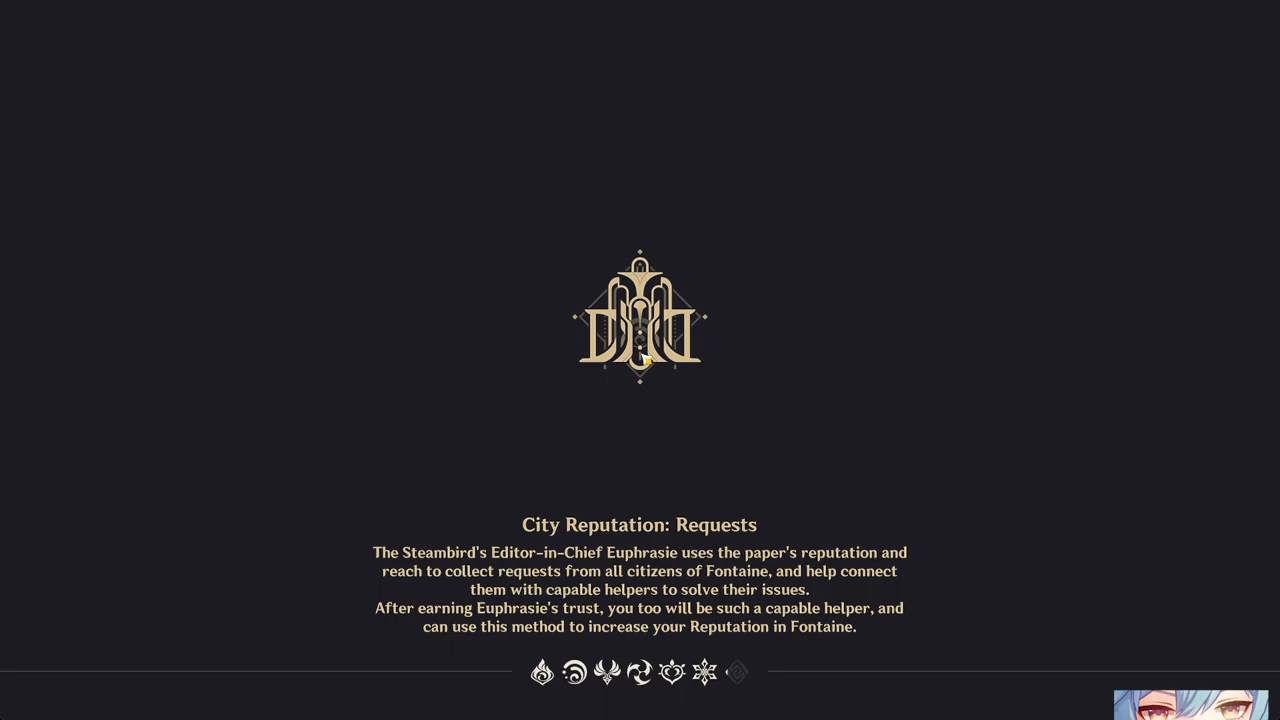 City Reputation: Requests
The Steambird's Editor-in-Chief Euphrasie uses the paper's reputation and
reach to collect requests from all citizens of Fontaine, and help connect
them with capable helpers to solve their issues.
After earning Euphrasie's trust, you too will be such a capable helper, and
can use this method to increase your Reputation in Fontaine.